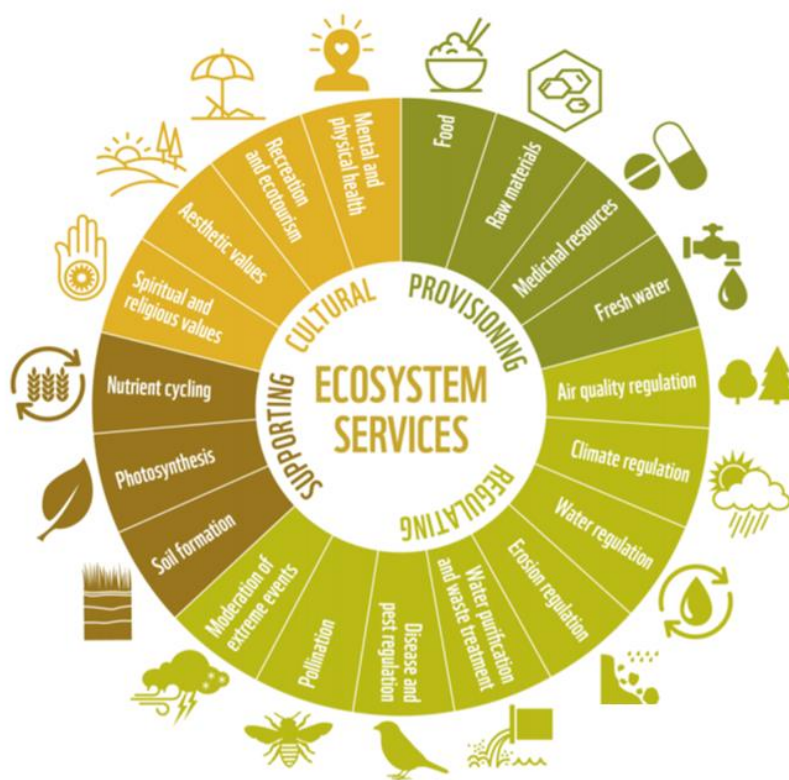 ECOSYSTEM
SERVICES
PROVISIONING
Food
Raw materials
Medicinal resources
Fresh water
REGULATING
Air quality regulation
Climate regulation
Water regulation
Erosion regulation
Water purification
and waste treatment
Disease and
pest regulation
Pollination
Moderation of
extreme events
SUPPORTING
Soil formation
Photosynthesis
Nutrient cycling
CULTURAL
Spiritual and
religious values
Aesthetic values
Recreation
and ecotourism
Mental and
physical health